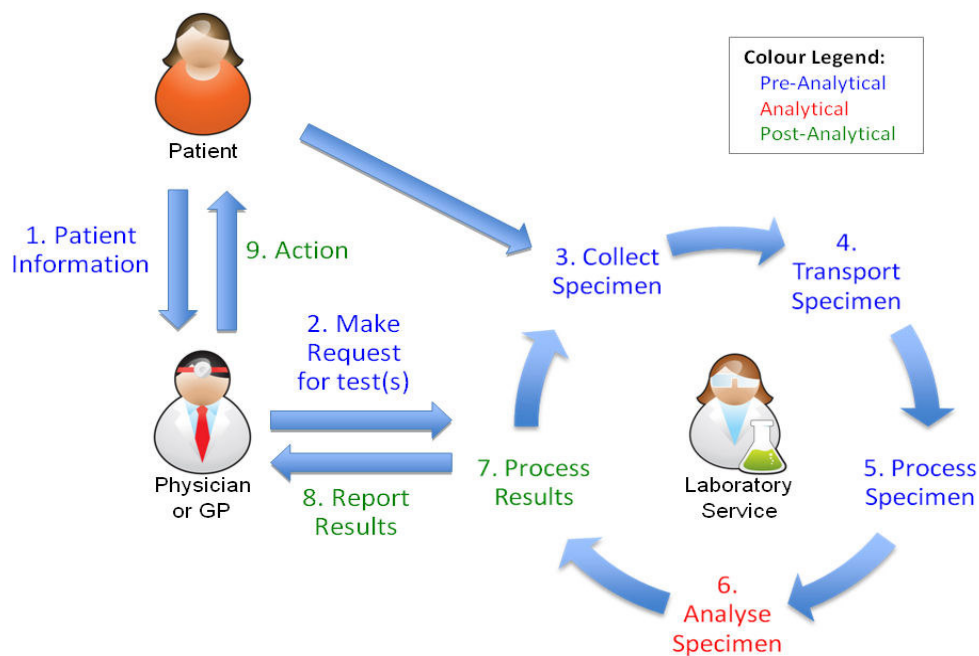 Colour Legend:
Pre-Analytical
Analytical
Post-Analytical
Patient
1. Patient
Information
9. Action
3. Collect
Specimen
4.
Transport
Specimen
2. Make
Request
for test(s)
Physician
or GP
8. Report
Results
7. Process
Results
Laboratory
Service
5. Process
Specimen
6.
Analyse
Specimen